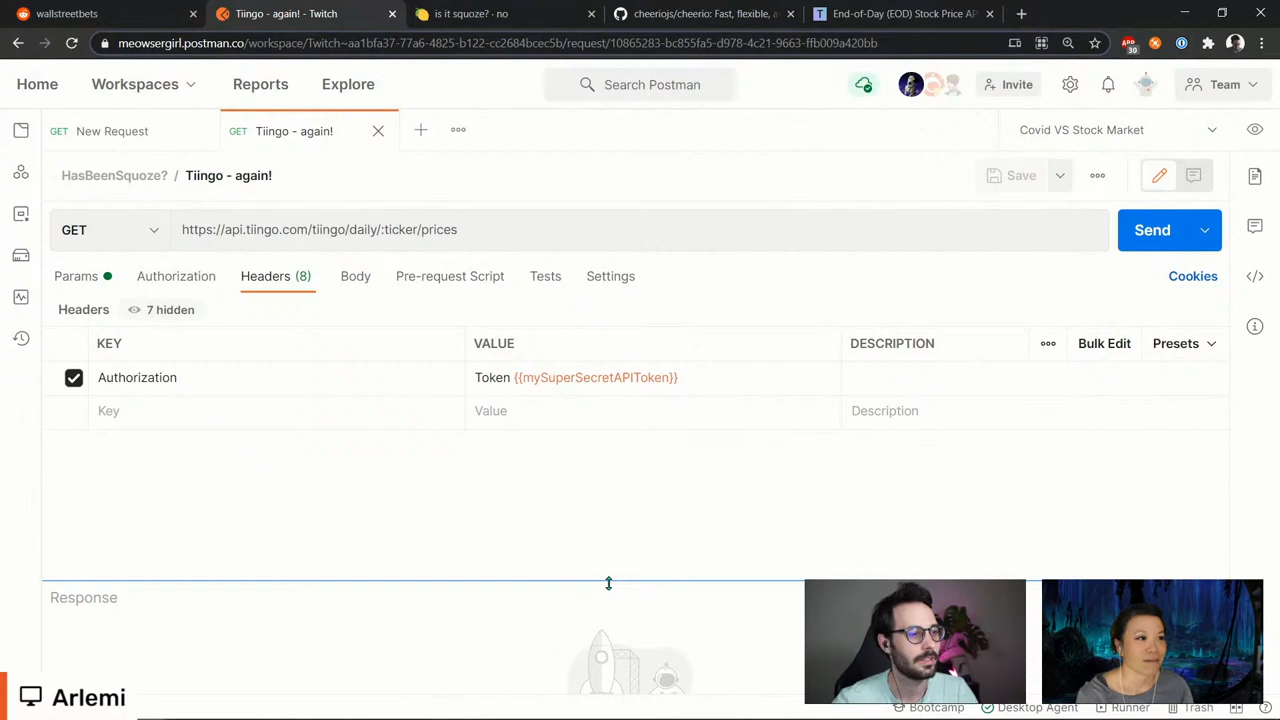 wallstreetbets
Tiingo - again! - Twitch
is it squoze? - no
cheeriojs/cheerio: Fast, flexible, a
End-of-Day (EOD) Stock Price AP
meowsergirl.postman.co/workspace/Twitch~aa1bfa37-77a6-4825-b122-cc2684bcec5b/request/10865283-bc855fa5-d978-4c21-9663-ffb009a420bb
30
Home
Workspaces
Reports
Explore
Search Postman
Invite
Team
GET New Request
GET Tiingo - again!
Covid VS Stock Market
HasBeenSquoze? / Tiingo - again!
Save
GET
https://api.tiingo.com/tiingo/daily/:ticker/prices
Send
Params
Authorization
Headers (8)
Body
Pre-request Script
Tests
Settings
Cookies
Headers
7 hidden
KEY
VALUE
DESCRIPTION
Bulk Edit
Presets
Authorization
Token {{mySuperSecretAPIToken}}
Key
Value
Description
Response
Arlemi
Bootcamp
Desktop Agent
Runner
Trash